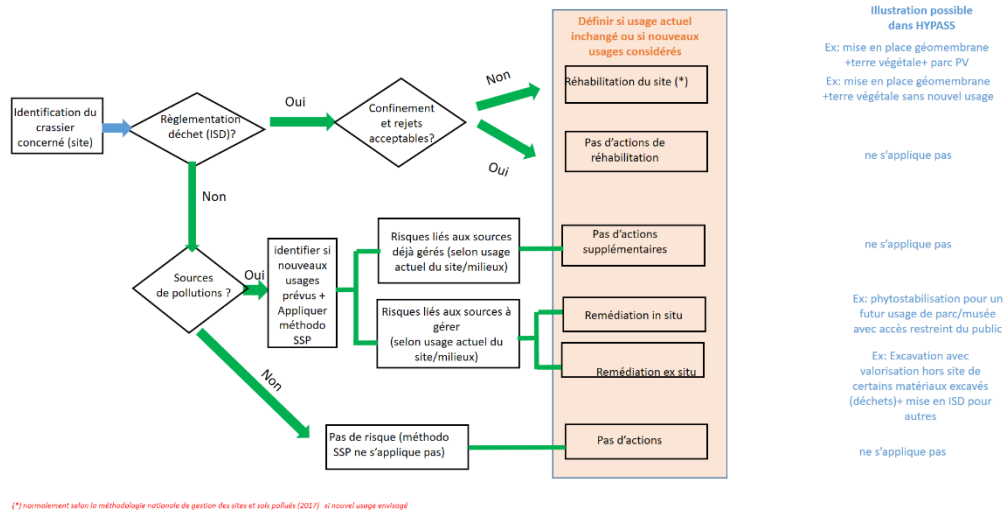 Définir si usage actuel
inchangé ou si nouveaux
usages considérés
Illustration possible
dans HYPASS
Ex: mise en place géomembrane
+terre végétale+ parc PV
Ex: mise en place géomembrane
+terre végétale sans nouvel usage
Identification du
crassier
concerné (site)
Règlementation
déchet (ISD)?
Oui
Confinement
et rejets
acceptables?
Non
Réhabilitation du site (*)
Oui
Pas d'actions de
réhabilitation
ne s'applique pas
Non
Sources
de pollutions ?
Oui
identifier si
nouveaux
usages
prévus +
Appliquer
méthodo
SSP
Risques liés aux sources
déjà gérés (selon usage
actuel du site/milieux)
Pas d'actions
supplémentaires
ne s'applique pas
Risques liés aux sources à
gérer
(selon usage actuel du
site/milieux)
Remédiation in situ
Ex: phytostabilisation pour un
futur usage de parc/musée
avec accès restreint du public
Remédiation ex situ
Ex: Excavation avec
valorisation hors site de
certains matériaux excavés
(déchets)+ mise en ISD pour
autres
Non
Pas de risque (méthodo
SSP ne s'applique pas)
Pas d'actions
ne s'applique pas
(*) normalement selon la méthodologie nationale de gestion des sites et sols pollués (2017) si nouvel usage envisagé